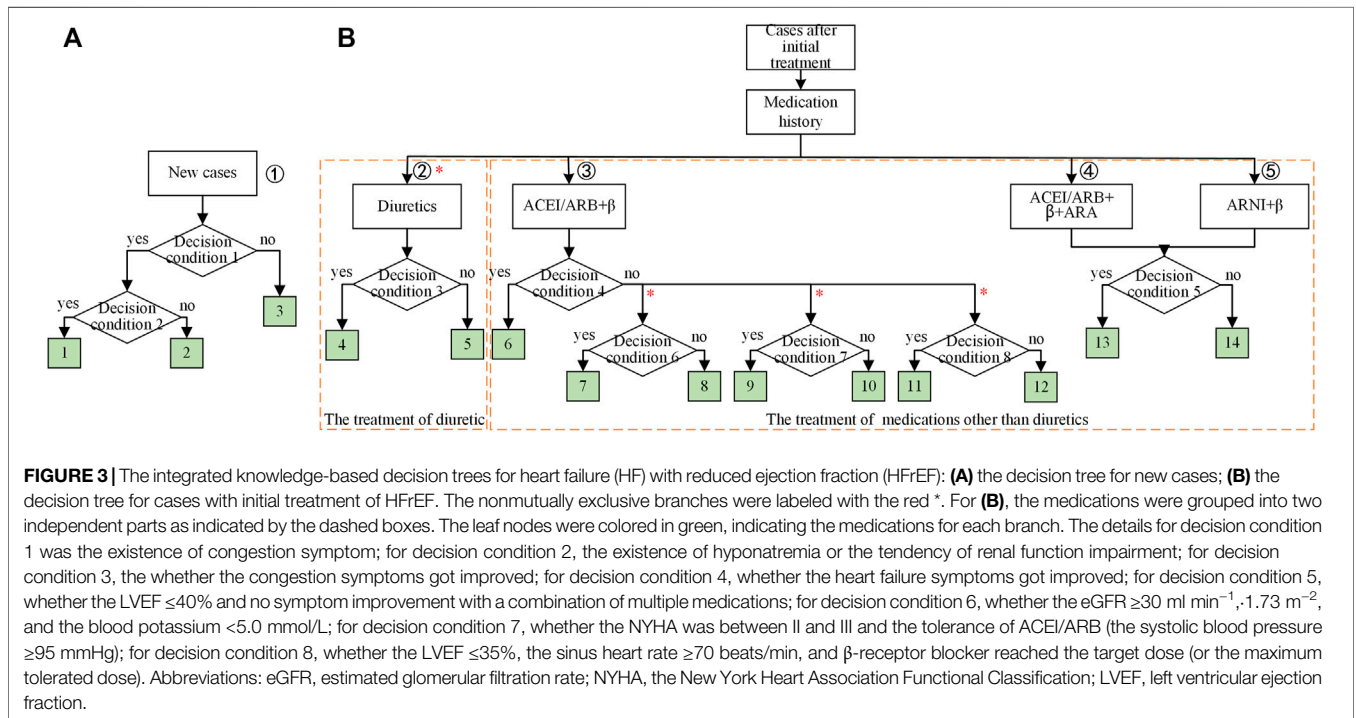 A
B
Cases after
initial
treatment
Medication
history
New cases
①
② *
③
④
⑤
Diuretics
ACEI/ARB+β
ACEI/ARB+
β+ARA
ARNI+β
yes
Decision
condition 1
no
yes
Decision
condition 2
no
3
1
2
yes
Decision
condition 3
no
4
5
yes
Decision
condition 4
no
6
*
*
*
yes
Decision
condition 6
no
7
8
yes
Decision
condition 7
no
9
10
yes
Decision
condition 8
no
11
12
yes
Decision
condition 5
no
13
14
The treatment of diuretic
The treatment of medications other than diuretics
FIGURE 3 | The integrated knowledge-based decision trees for heart failure (HF) with reduced ejection fraction (HFrEF): (A) the decision tree for new cases; (B) the
decision tree for cases with initial treatment of HFrEF. The nonmutually exclusive branches were labeled with the red *. For (B), the medications were grouped into two
independent parts as indicated by the dashed boxes. The leaf nodes were colored in green, indicating the medications for each branch. The details for decision condition
1 was the existence of congestion symptom; for decision condition 2, the existence of hyponatremia or the tendency of renal function impairment; for decision
condition 3, the whether the congestion symptoms got improved; for decision condition 4, whether the heart failure symptoms got improved; for decision condition 5,
whether the LVEF ≤40% and no symptom improvement with a combination of multiple medications; for decision condition 6, whether the eGFR ≥30 ml min⁻¹,·1.73 m⁻²,
and the blood potassium <5.0 mmol/L; for decision condition 7, whether the NYHA was between II and III and the tolerance of ACEI/ARB (the systolic blood pressure
≥95 mmHg); for decision condition 8, whether the LVEF ≤35%, the sinus heart rate ≥70 beats/min, and β-receptor blocker reached the target dose (or the maximum
tolerated dose). Abbreviations: eGFR, estimated glomerular filtration rate; NYHA, the New York Heart Association Functional Classification; LVEF, left ventricular ejection
fraction.